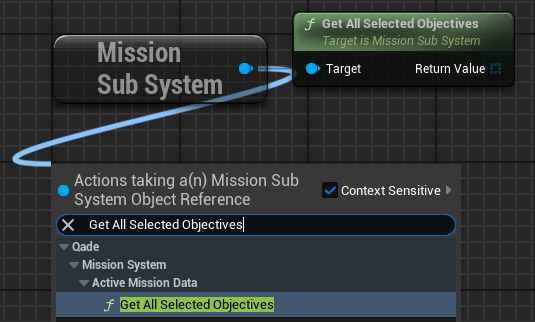 Get All Selected Objectives
Target is Mission Sub System
Mission
Sub System
Target
Return Value
Actions taking a(n) Mission Sub
System Object Reference
Context Sensitive
Get All Selected Objectives
Qade
Mission System
Active Mission Data
Get All Selected Objectives